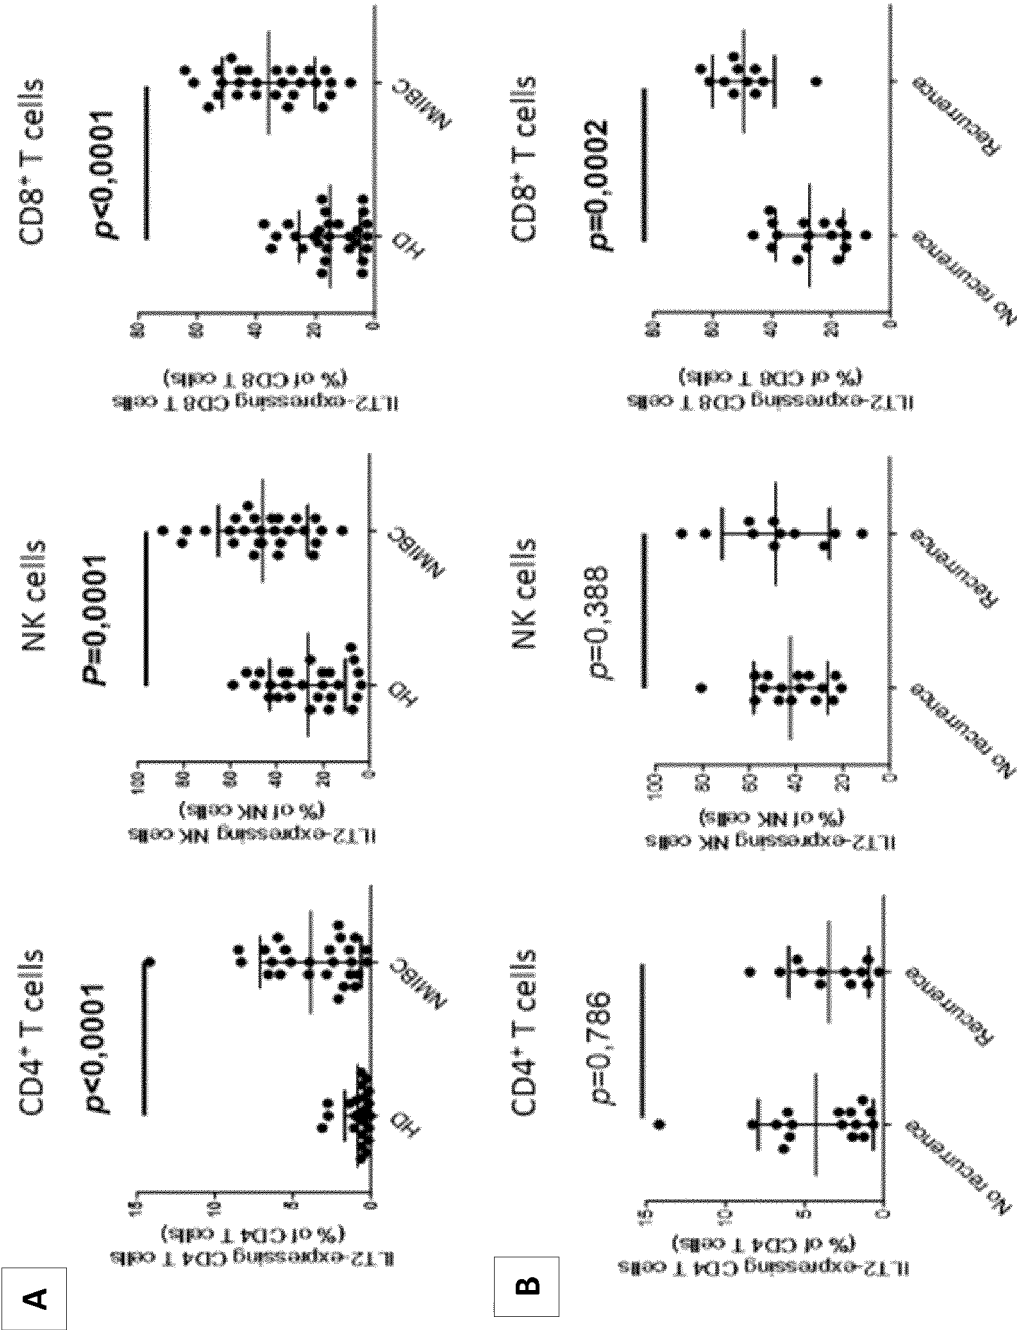 A
CD4⁺ T cells
p<0,0001
ILT2-expressing CD4 T cells
(% of CD4 T cells)
15
10
5
0
HD
NMIBC
NK cells
P=0,0001
ILT2-expressing NK cells
(% of NK cells)
100
80
60
40
20
0
HD
NMIBC
CD8⁺ T cells
p<0,0001
ILT2-expressing CD8 T cells
(% of CD8 T cells)
80
60
40
20
0
HD
NMIBC
B
CD4⁺ T cells
p=0,786
ILT2-expressing CD4 T cells
(% of CD4 T cells)
15
10
5
0
No recurrence
Recurrence
NK cells
p=0,388
ILT2-expressing NK cells
(% of NK cells)
100
80
60
40
20
0
No recurrence
Recurrence
CD8⁺ T cells
p=0,0002
ILT2-expressing CD8 T cells
(% of CD8 T cells)
80
60
40
20
0
No recurrence
Recurrence